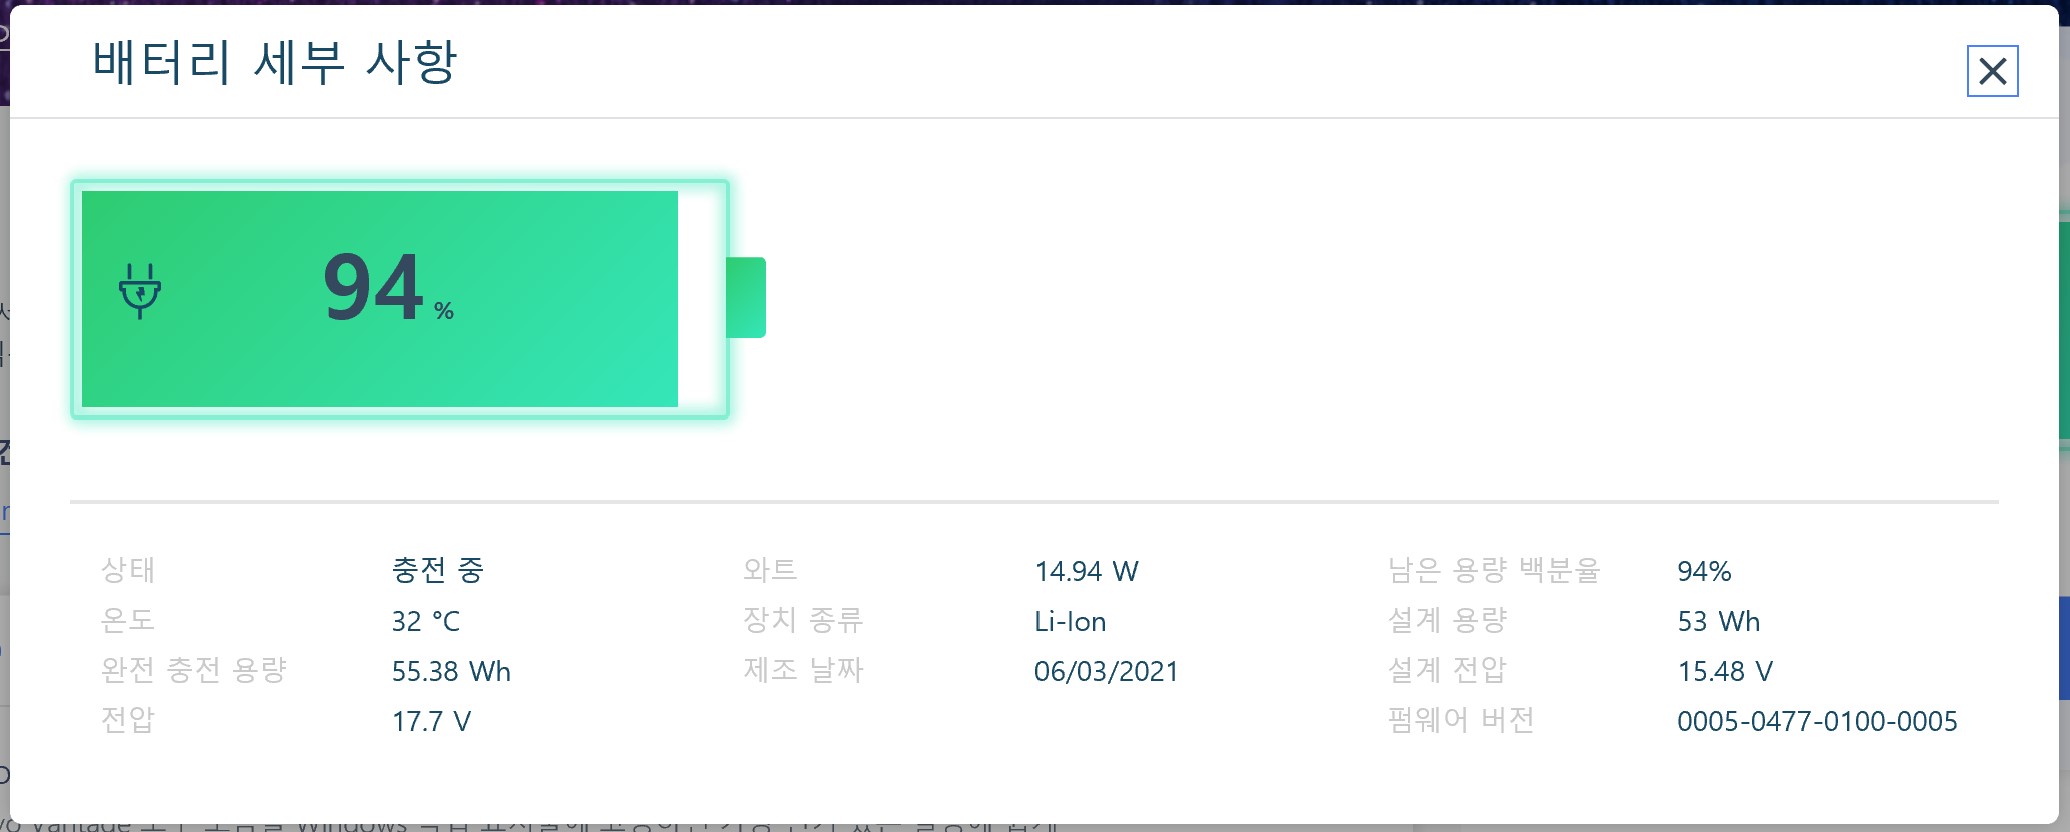 배터리 세부 사항
94 %
상태 충전 중 와트 14.94 W 남은 용량 백분율 94%
온도 32 °C 장치 종류 Li-Ion 설계 용량 53 Wh
완전 충전 용량 55.38 Wh 제조 날짜 06/03/2021 설계 전압 15.48 V
전압 17.7 V 펌웨어 버전 0005-0477-0100-0005
Vantage Windows